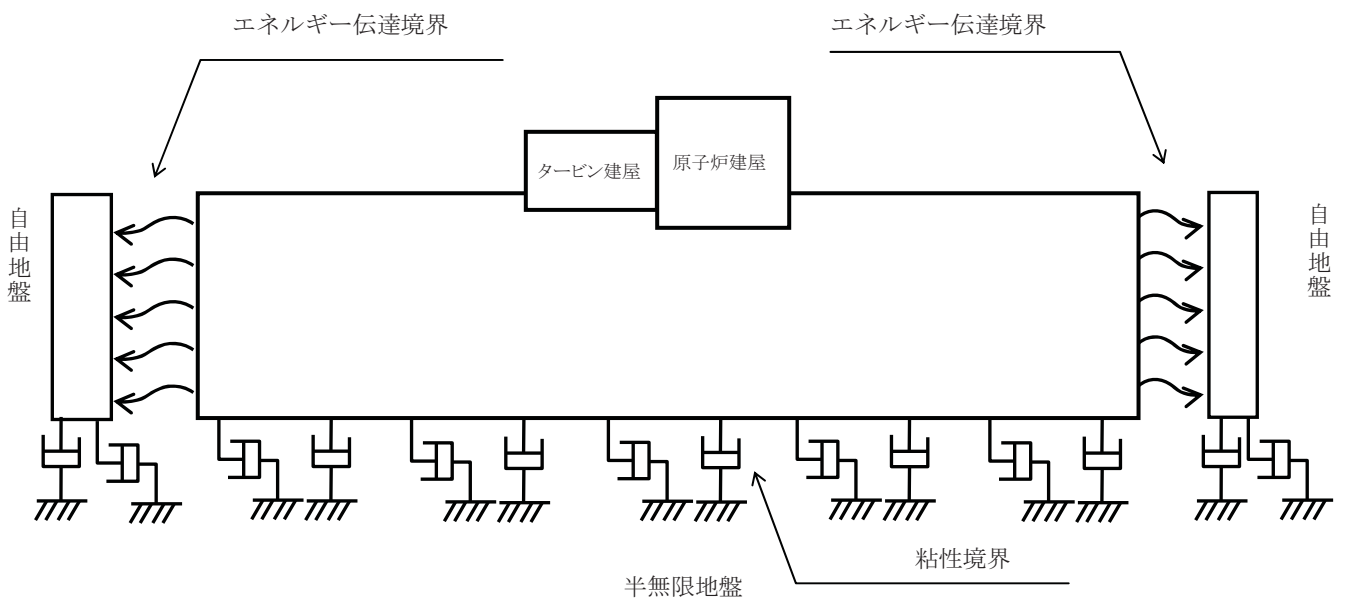 エネルギー伝達境界
エネルギー伝達境界
タービン建屋
原子炉建屋
自由地盤
自由地盤
粘性境界
半無限地盤